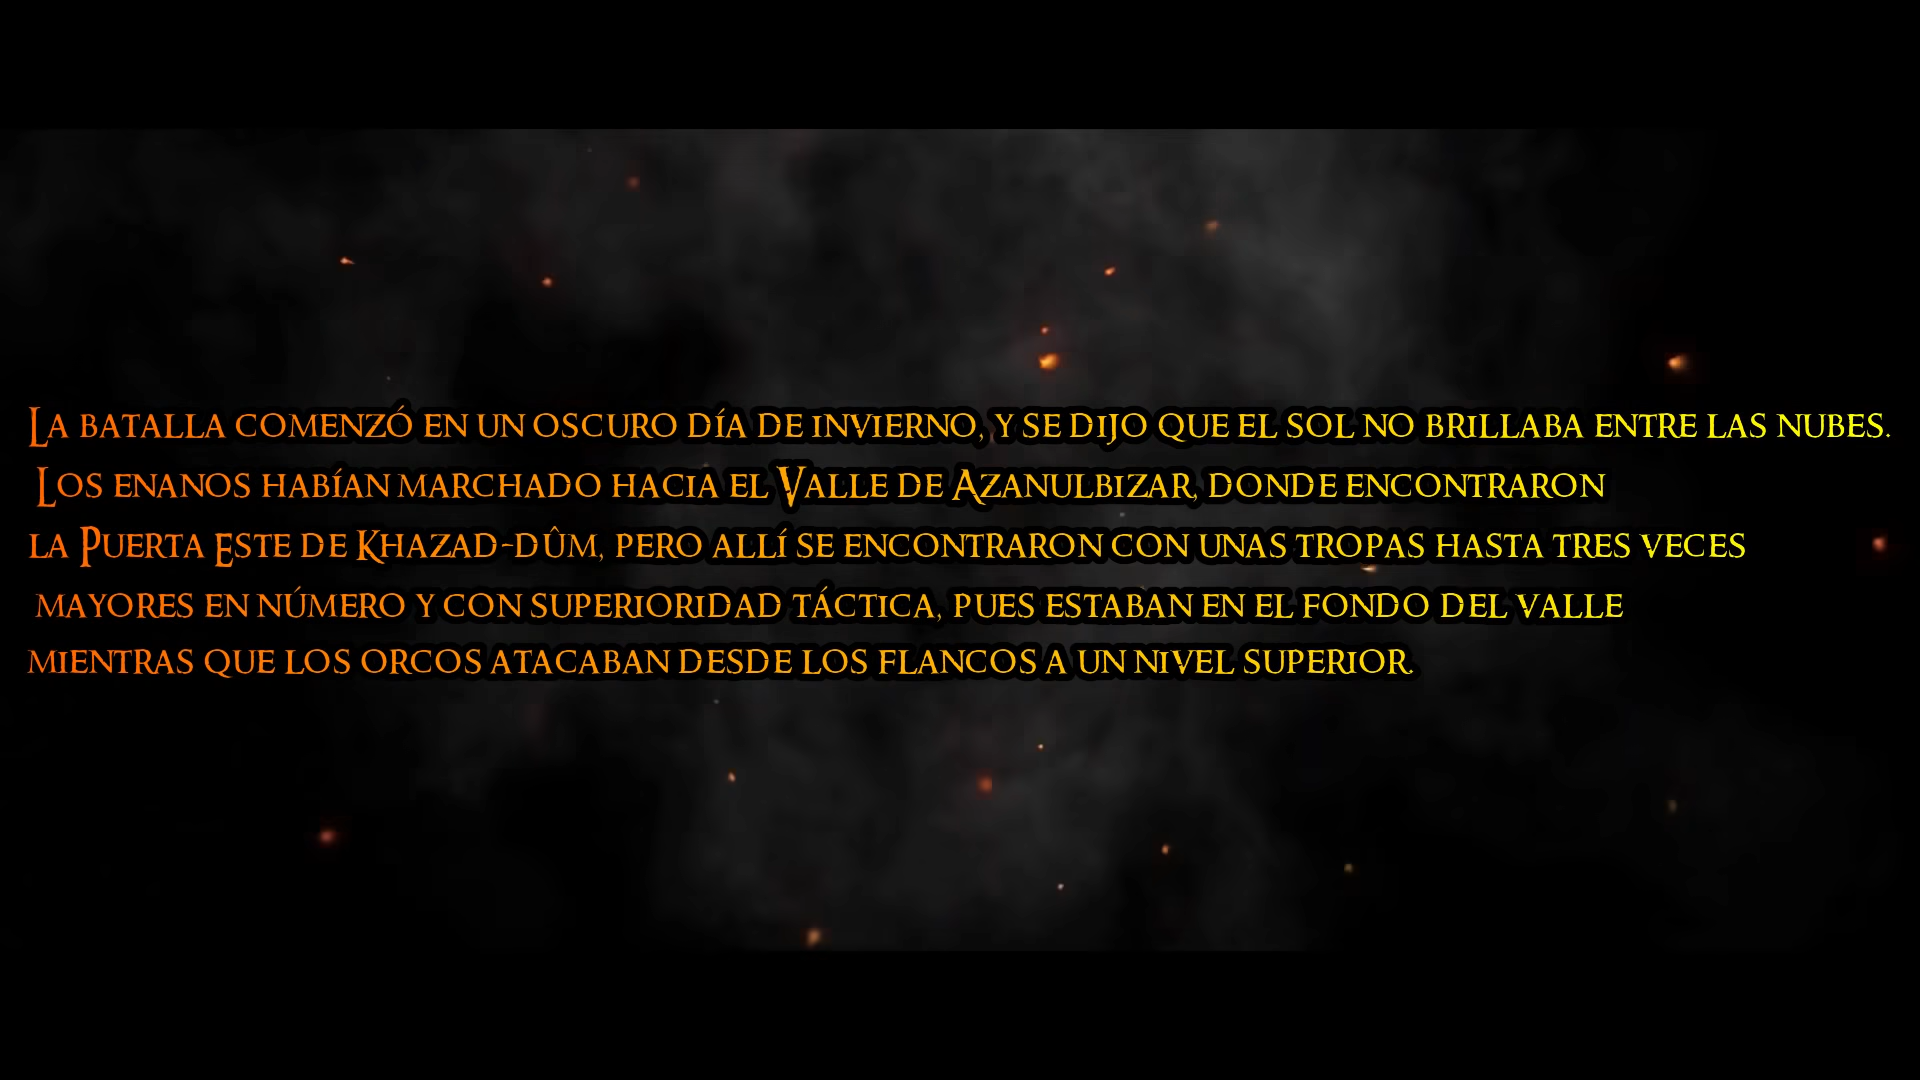 La batalla comenzó en un oscuro día de invierno, y se dijo que el sol no brillaba entre las nubes.
Los enanos habían marchado hacia el Valle de Azanulbizar, donde encontraron
la Puerta Este de Khazad-dûm, pero allí se encontraron con unas tropas hasta tres veces
mayores en número y con superioridad táctica, pues estaban en el fondo del valle
mientras que los orcos atacaban desde los flancos a un nivel superior.